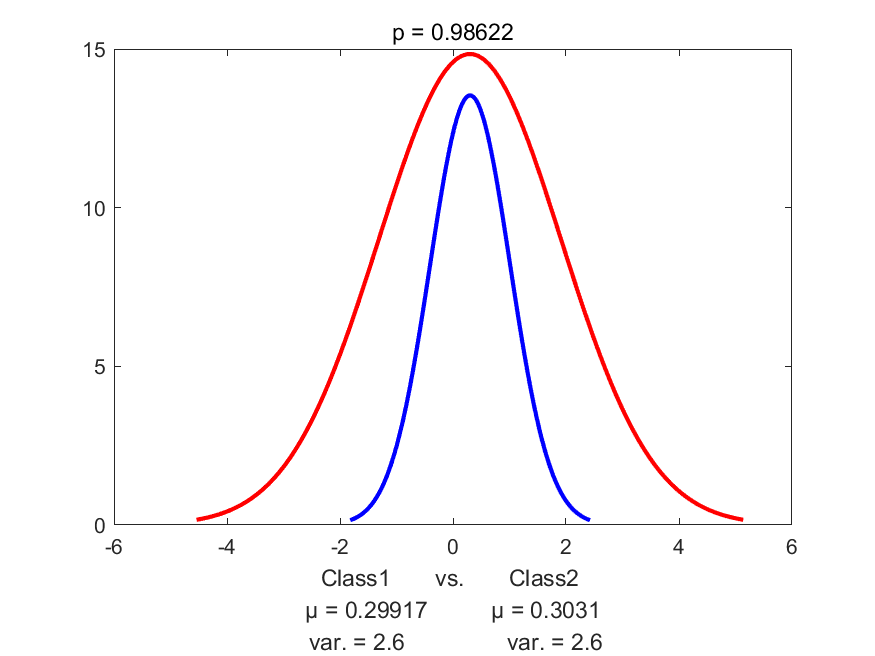 p = 0.98622
15
10
5
0
-6 -4 -2 0 2 4 6
Class1 vs. Class2
μ = 0.29917 μ = 0.3031
var. = 2.6 var. = 2.6